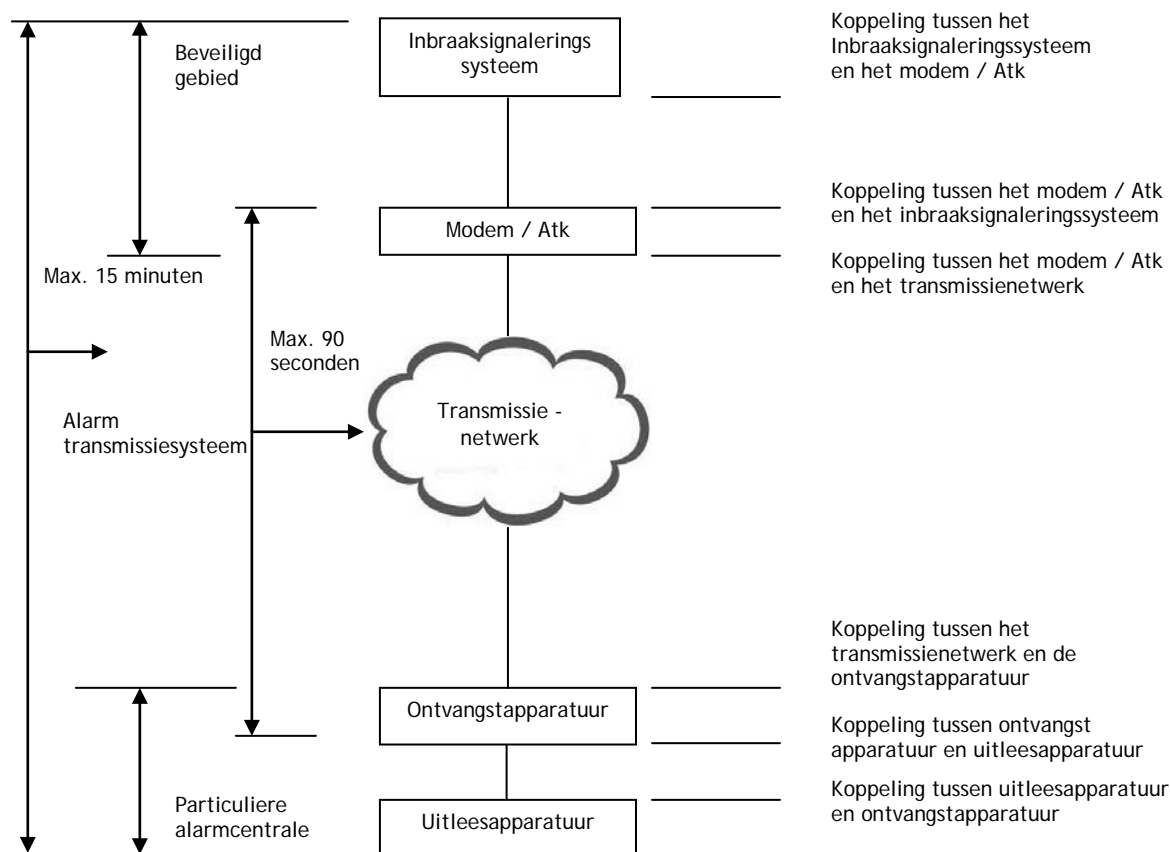 Koppeling tussen het
Inbraaksignaleringssysteem
en het modem / Atk
Inbraaksignalerings
systeem
Beveiligd
gebied
Koppeling tussen het modem / Atk
en het inbraaksignaleringssysteem
Modem / Atk
Koppeling tussen het modem / Atk
en het transmissienetwerk
Max. 15 minuten
Max. 90
seconden
Transmissie -
netwerk
Alarm
transmissiesysteem
Koppeling tussen het
transmissienetwerk en de
ontvangstapparatuur
Ontvangstapparatuur
Koppeling tussen ontvangst
apparatuur en uitleesapparatuur
Koppeling tussen uitleesapparatuur
en ontvangstapparatuur
Particuliere
alarmcentrale
Uitleesapparatuur